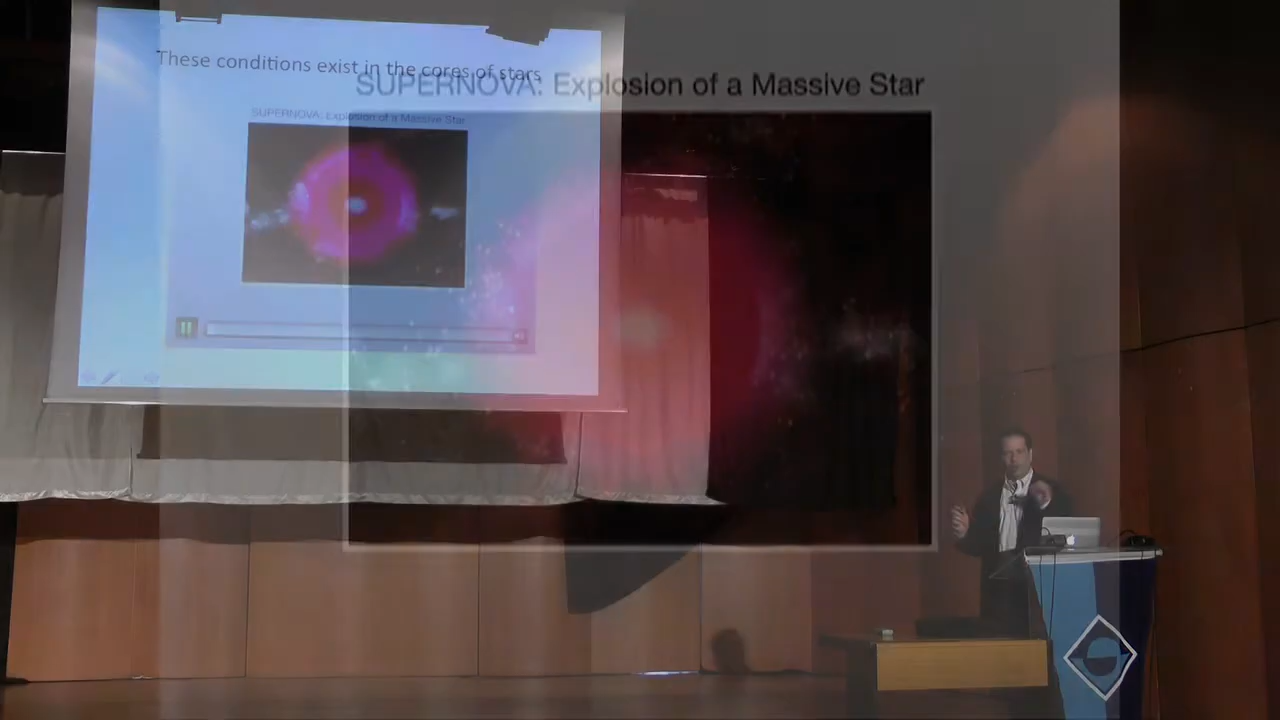 These conditions exist in the cores of stars
SUPERNOVA: Explosion of a Massive Star
SUPERNOVA: Explosion of a Massive Star